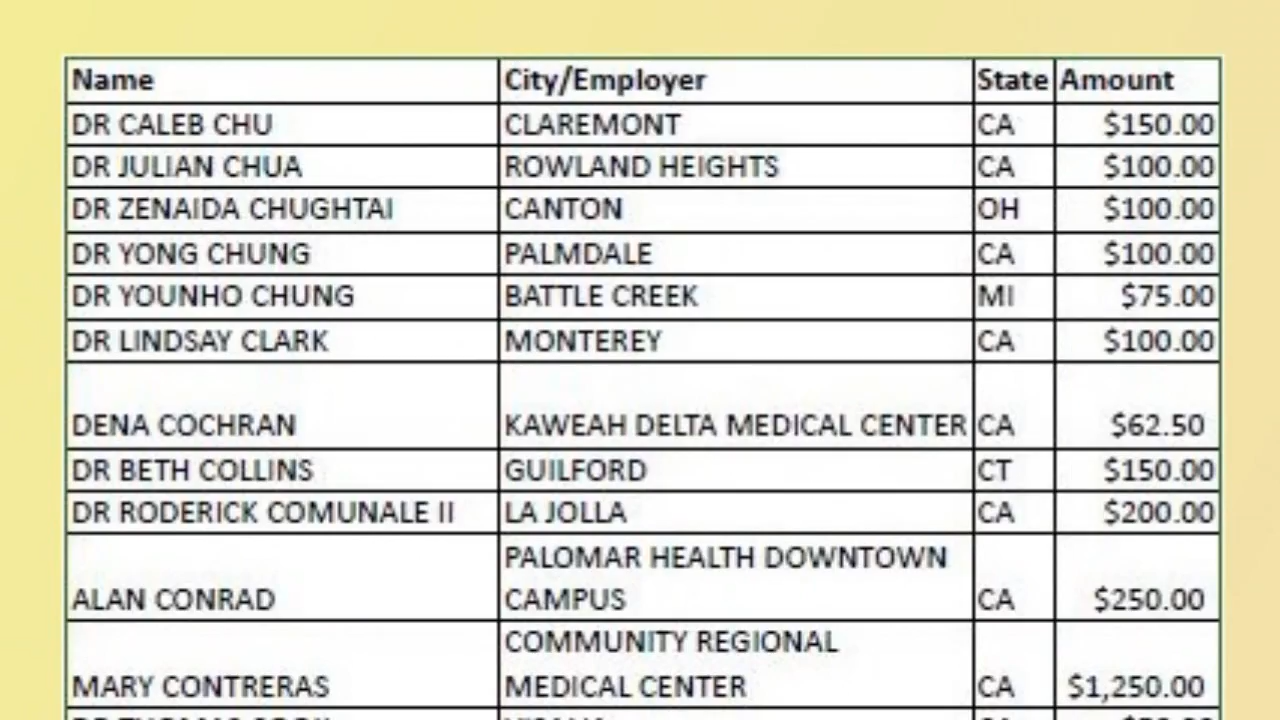 Name City/Employer State Amount
DR CALEB CHU CLAREMONT CA $150.00
DR JULIAN CHUA ROWLAND HEIGHTS CA $100.00
DR ZENAIDA CHUGHTAI CANTON OH $100.00
DR YONG CHUNG PALMDALE CA $100.00
DR YOUNHO CHUNG BATTLE CREEK MI $75.00
DR LINDSAY CLARK MONTEREY CA $100.00
DENA COCHRAN KAWEAH DELTA MEDICAL CENTER CA $62.50
DR BETH COLLINS GUILFORD CT $150.00
DR RODERICK COMUNALE II LA JOLLA CA $200.00
PALOMAR HEALTH DOWNTOWN
ALAN CONRAD CAMPUS CA $250.00
COMMUNITY REGIONAL
MARY CONTRERAS MEDICAL CENTER CA $1,250.00